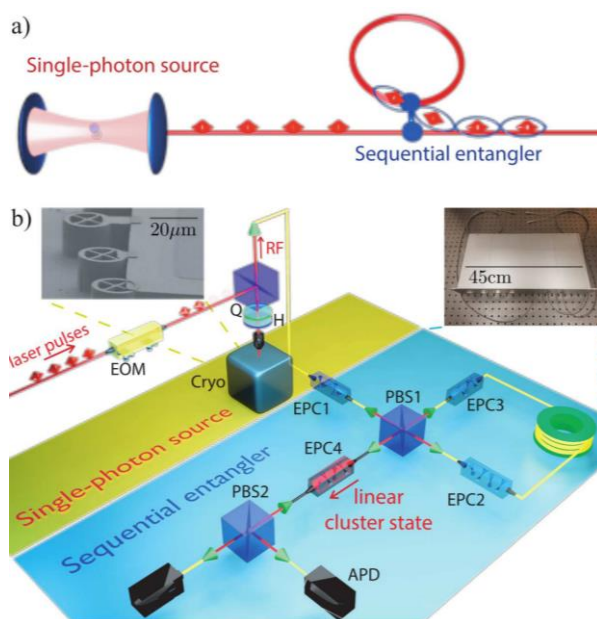 a)
Single-photon source
Sequential entangler
b)
20μm
RF
45cm
Q
H
laser pulses
EOM
Cryo
EPC1
PBS1
EPC3
EPC4
EPC2
Single-photon source
Sequential entangler
PBS2
linear
cluster state
APD